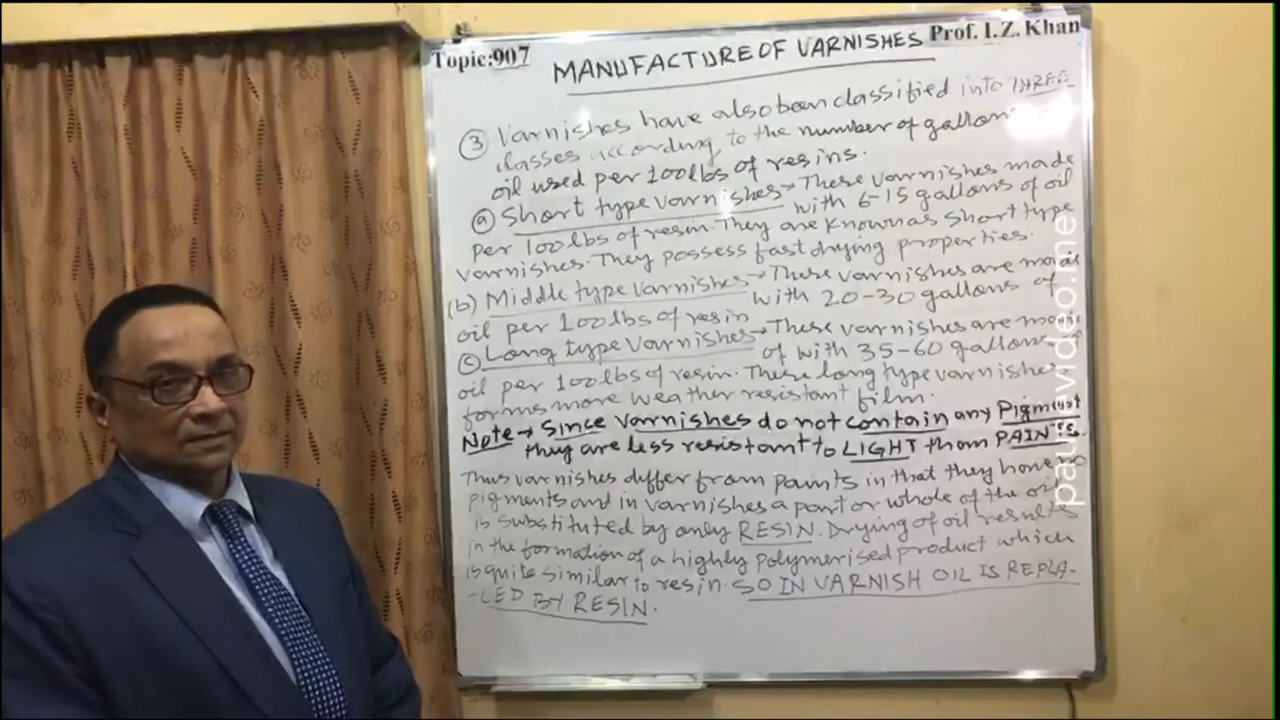 Topic:907
MANUFACTURE OF VARNISHES
Prof. I.Z. Khan
③ Varnishes have also been classified into THREE
classes according to the number of gallons
oil used per 100lbs of resins.
ⓐ Short type varnishes → These varnishes made
with 6-15 gallons of oil
per 100lbs of resin. They are known as short type
varnishes. They possess fast drying properties.
(b) Middle type varnishes → These varnishes are made
with 20-30 gallons of
oil per 100lbs of resin
ⓒ Long type varnishes → These varnishes are made
of with 35-60 gallons of
oil per 100lbs of resin. These long type varnishes
forms more weather resistant film.
Note → Since varnishes do not contain any Pigment
they are less resistant to LIGHT than PAINTS.
Thus varnishes differ from paints in that they have no
pigments and in varnishes a part or whole of the oil
is substituted by only RESIN. Drying of oil results
in the formation of a highly polymerised product which
is quite similar to resin. SO IN VARNISH OIL IS REPLA-
-CED BY RESIN.